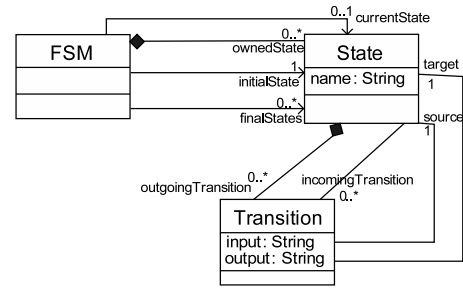 0..1
currentState
FSM
0..*
ownedState
State
target
1
initialState
name: String
1
0..*
finalStates
source
1
0..*
outgoingTransition
incomingTransition
0..*
Transition
input: String
output: String